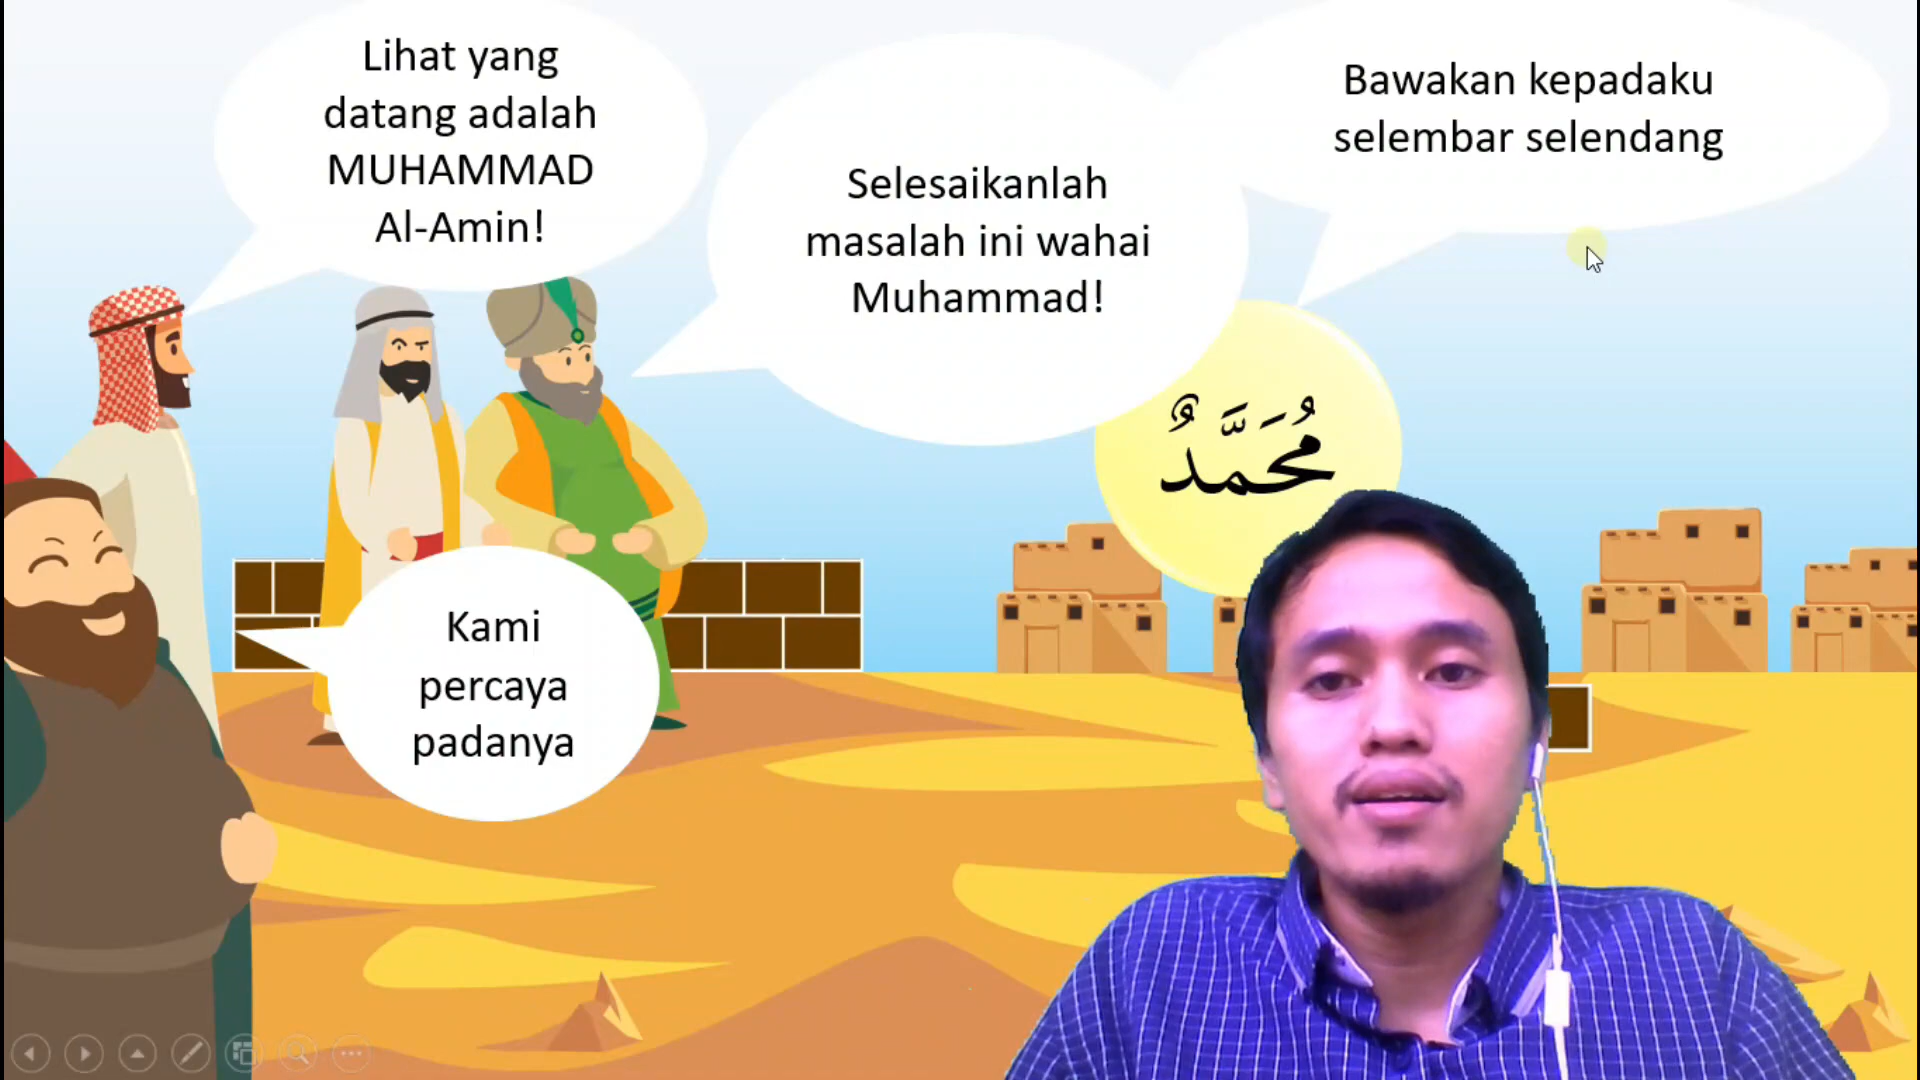 Lihat yang
datang adalah
MUHAMMAD
Al-Amin!
Selesaikanlah
masalah ini wahai
Muhammad!
Bawakan kepadaku
selembar selendang
مُحَمَّدٌ
Kami
percaya
padanya